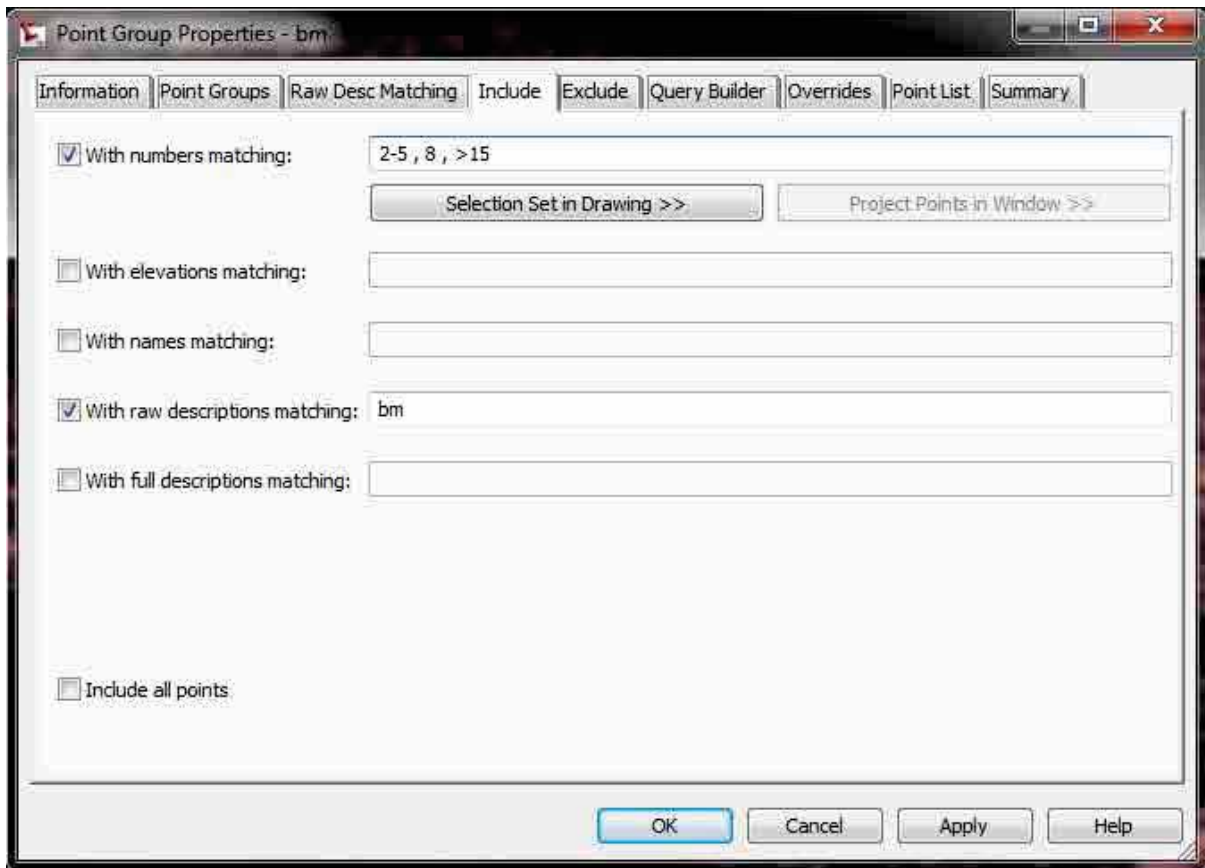 Point Group Properties - bm
Information Point Groups Raw Desc Matching Include Exclude Query Builder Overrides Point List Summary
With numbers matching: 2-5 , 8 , >15
Selection Set in Drawing >> Project Points in Window >>
With elevations matching:
With names matching:
With raw descriptions matching: bm
With full descriptions matching:
Include all points
OK Cancel Apply Help